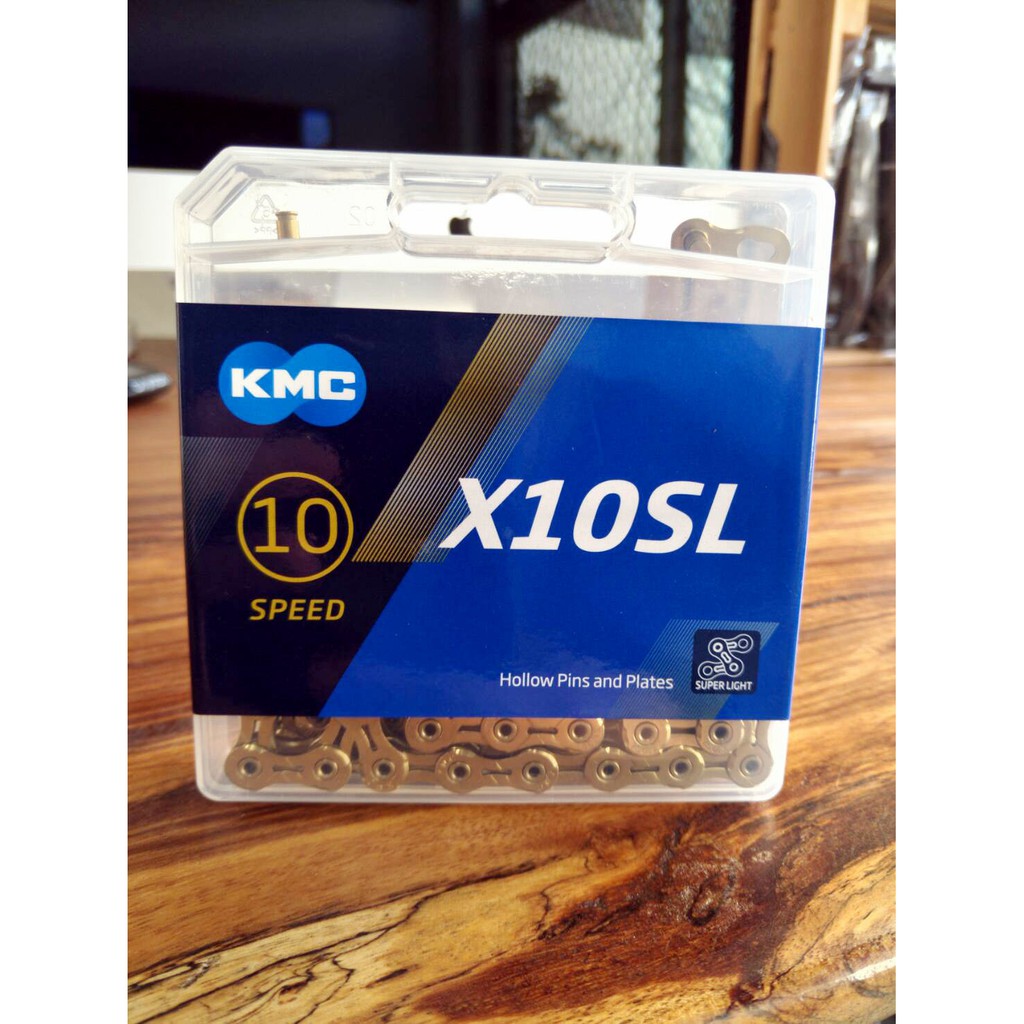 KMC
10
SPEED
X10SL
Hollow Pins and Plates
SUPER LIGHT